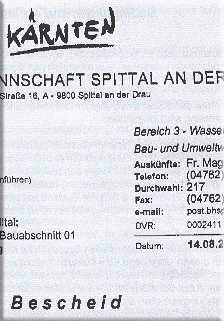 KÄRNTEN
NNSCHAFT SPITTAL AN DER
Straße 16, A - 9800 Spittal an der Drau
Bereich 3 - Wasse
Bau- und Umweltv
Auskünfte: Fr. Mag
Telefon: (04762)
nführen) Durchwahl: 217
Fax: (04762)
e-mail: post.bhsp
ittal:
Bauabschnitt 01 DVR: 0002411
g Datum: 14.08.2
Bescheid